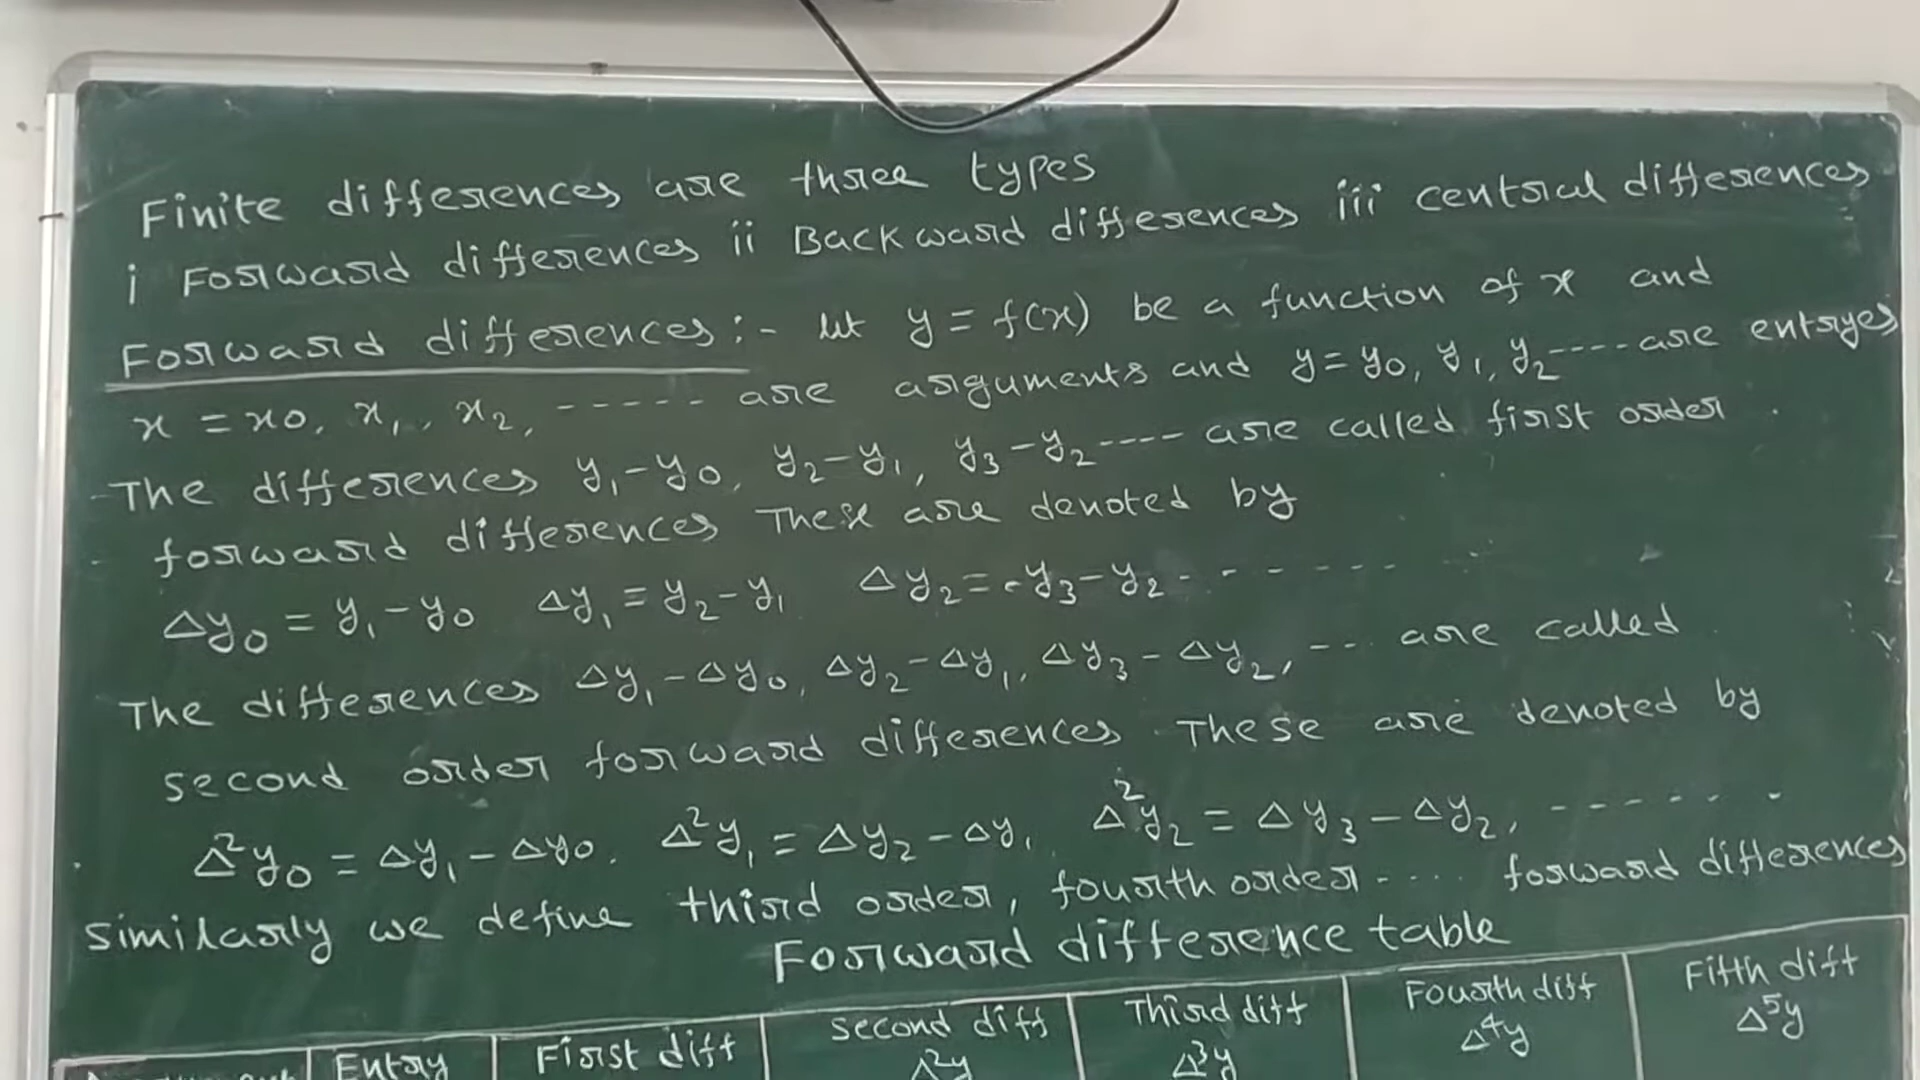 Finite differences are three types
i Forward differences ii Backward differences iii central differences
Forward differences :- let y = f(x) be a function of x and
x = x0, x₁, x₂, ----- are arguments and y = y₀, y₁, y₂ ---- are entryes
The differences y₁-y₀, y₂-y₁, y₃-y₂ ---- are called first order
forward differences These are denoted by
Δy₀ = y₁-y₀ Δy₁ = y₂-y₁ Δy₂ = y₃-y₂ - - - - - - -
The differences Δy₁-Δy₀, Δy₂-Δy₁, Δy₃-Δy₂, --- are called
second order forward differences These are denoted by
Δ²y₀ = Δy₁-Δy₀. Δ²y₁ = Δy₂-Δy₁ Δ²y₂ = Δy₃-Δy₂, - - - - - - -
Similarly we define third order, fourth order - ... forward differences
Forward difference table
Entry First diff Second diff Third diff Fourth diff Fifth diff
Δ²y Δ³y Δ⁴y Δ⁵y